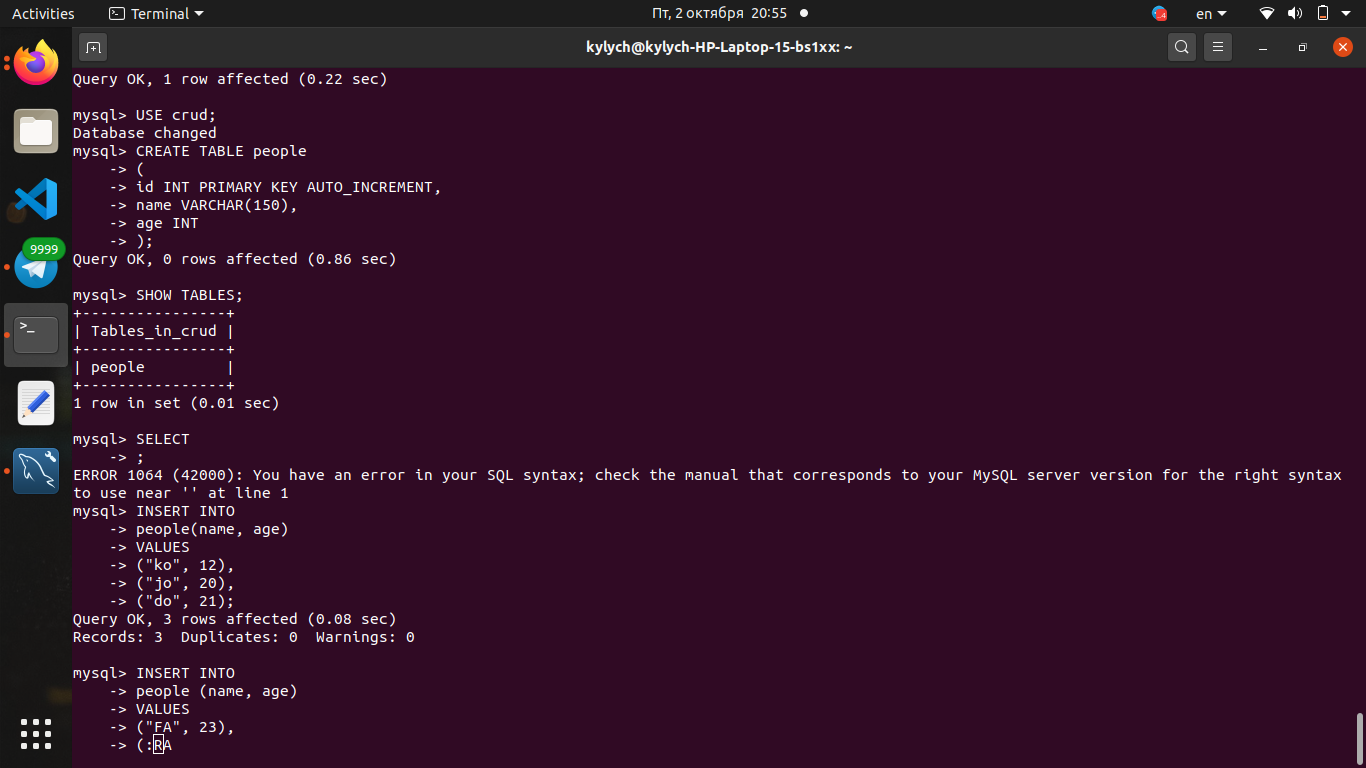 Activities
Terminal
Пт, 2 октября 20:55
4
en
kylych@kylych-HP-Laptop-15-bs1xx: ~
9999
>_
Query OK, 1 row affected (0.22 sec)
mysql> USE crud;
Database changed
mysql> CREATE TABLE people
    -> (
    -> id INT PRIMARY KEY AUTO_INCREMENT,
    -> name VARCHAR(150),
    -> age INT
    -> );
Query OK, 0 rows affected (0.86 sec)
mysql> SHOW TABLES;
+----------------+
| Tables_in_crud |
+----------------+
| people         |
+----------------+
1 row in set (0.01 sec)
mysql> SELECT
    -> ;
ERROR 1064 (42000): You have an error in your SQL syntax; check the manual that corresponds to your MySQL server version for the right syntax
to use near '' at line 1
mysql> INSERT INTO
    -> people(name, age)
    -> VALUES
    -> ("ko", 12),
    -> ("jo", 20),
    -> ("do", 21);
Query OK, 3 rows affected (0.08 sec)
Records: 3  Duplicates: 0  Warnings: 0
mysql> INSERT INTO
    -> people (name, age)
    -> VALUES
    -> ("FA", 23),
    -> (:RA